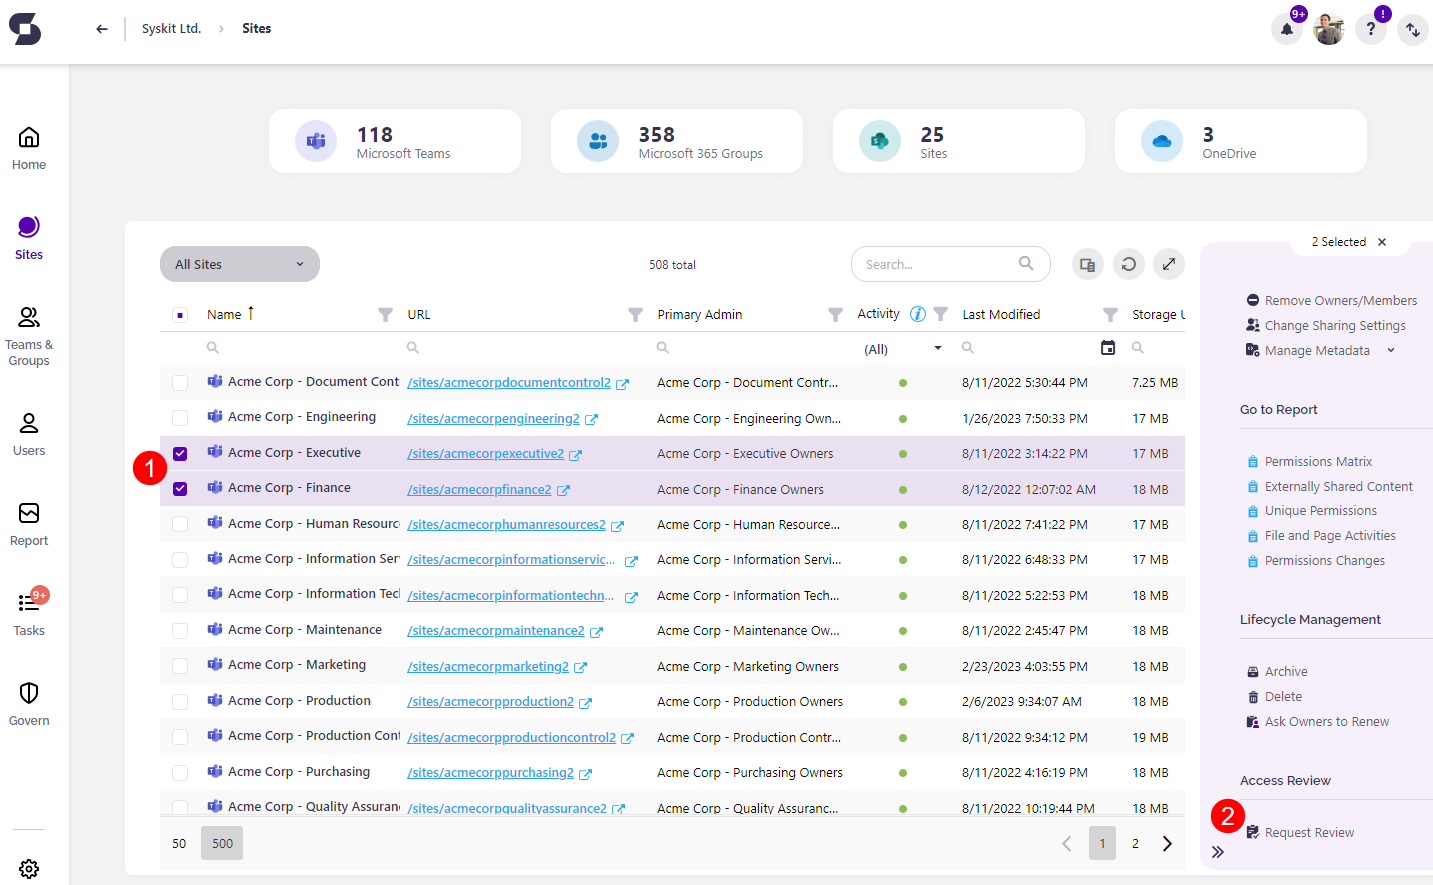 Syskit Ltd. > Sites
9+
?
!
118
Microsoft Teams
358
Microsoft 365 Groups
25
Sites
3
OneDrive
Home
Sites
Teams &
Groups
Users
Report
9+
Tasks
Govern
All Sites
508 total
Search...
2 Selected
Name URL Primary Admin Activity i Last Modified Storage U
(All)
Acme Corp - Document Cont /sites/acmecorpdocumentcontrol2 Acme Corp - Document Contr... 8/11/2022 5:30:44 PM 7.25 MB
Acme Corp - Engineering /sites/acmecorpengineering2 Acme Corp - Engineering Own... 1/26/2023 7:50:33 PM 17 MB
1
Acme Corp - Executive /sites/acmecorpexecutive2 Acme Corp - Executive Owners 8/11/2022 3:14:22 PM 17 MB
Acme Corp - Finance /sites/acmecorpfinance2 Acme Corp - Finance Owners 8/12/2022 12:07:02 AM 18 MB
Acme Corp - Human Resourc /sites/acmecorphumanresources2 Acme Corp - Human Resource... 8/11/2022 7:41:22 PM 17 MB
Acme Corp - Information Ser /sites/acmecorpinformationservic... Acme Corp - Information Servi... 8/11/2022 6:48:33 PM 17 MB
Acme Corp - Information Tec /sites/acmecorpinformationtechn... Acme Corp - Information Tech... 8/11/2022 5:22:53 PM 18 MB
Acme Corp - Maintenance /sites/acmecorpmaintenance2 Acme Corp - Maintenance Ow... 8/11/2022 2:45:47 PM 18 MB
Acme Corp - Marketing /sites/acmecorpmarketing2 Acme Corp - Marketing Owners 2/23/2023 4:03:55 PM 18 MB
Acme Corp - Production /sites/acmecorpproduction2 Acme Corp - Production Owners 2/6/2023 9:34:07 AM 18 MB
Acme Corp - Production Cont /sites/acmecorpproductioncontrol2 Acme Corp - Production Contr... 8/11/2022 9:34:12 PM 19 MB
Acme Corp - Purchasing /sites/acmecorppurchasing2 Acme Corp - Purchasing Owners 8/11/2022 4:16:19 PM 18 MB
Acme Corp - Quality Assuran /sites/acmecorpqualityassurance2 Acme Corp - Quality Assuranc... 8/11/2022 10:19:44 PM 18 MB
50 500
1 2
Remove Owners/Members
Change Sharing Settings
Manage Metadata
Go to Report
Permissions Matrix
Externally Shared Content
Unique Permissions
File and Page Activities
Permissions Changes
Lifecycle Management
Archive
Delete
Ask Owners to Renew
Access Review
2
Request Review